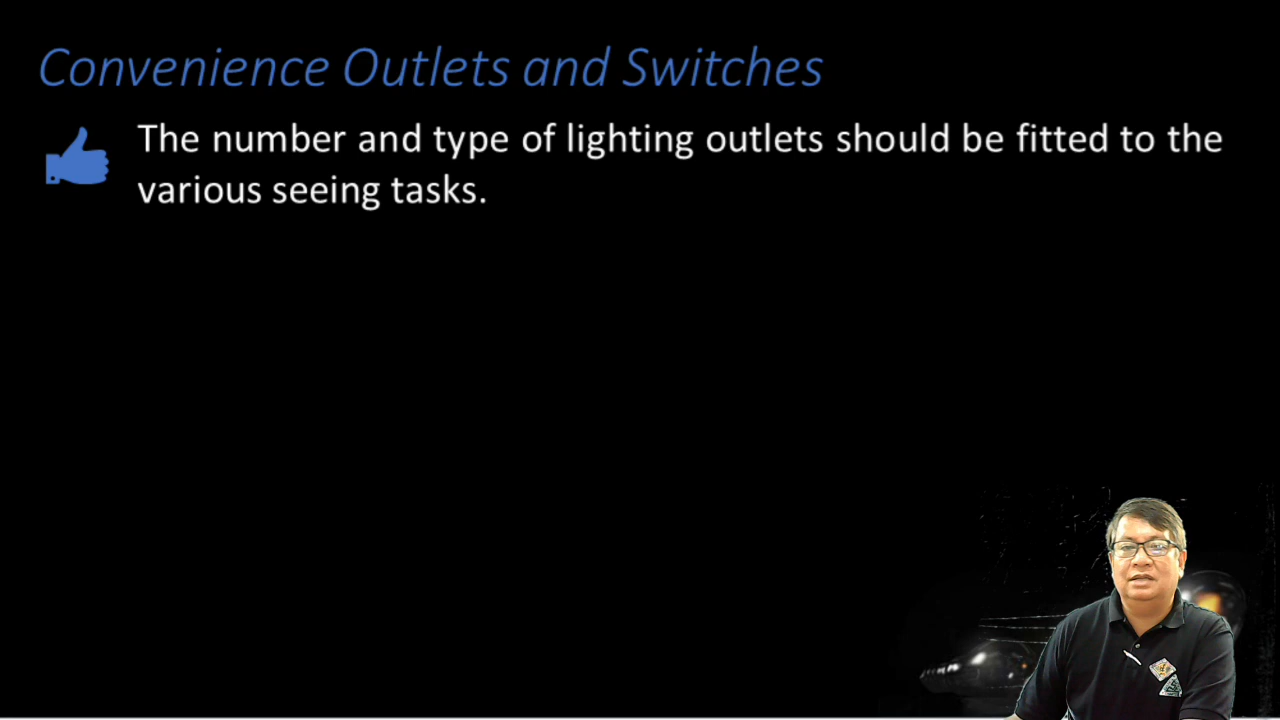 Convenience Outlets and Switches
The number and type of lighting outlets should be fitted to the
various seeing tasks.